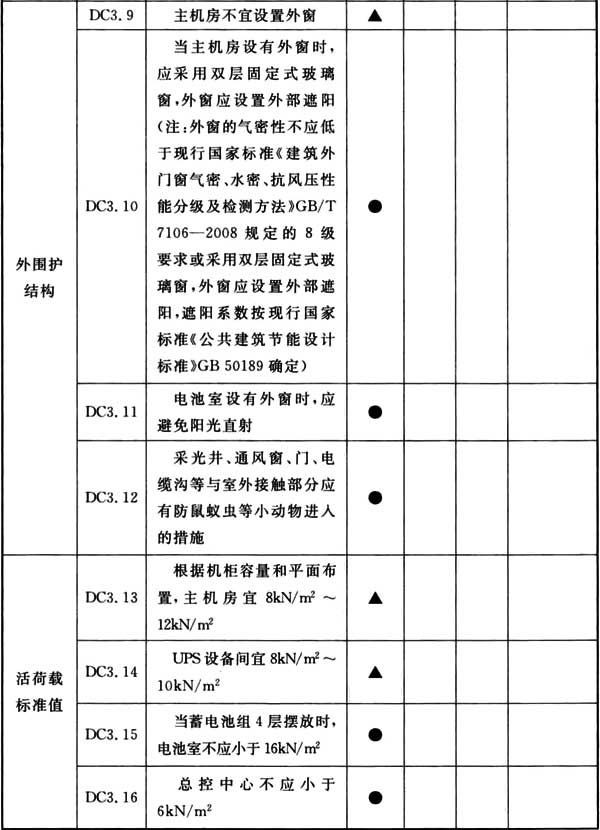 DC3.9 主机房不宜设置外窗 ▲
外围护
结构
DC3.10
当主机房设有外窗时,
应采用双层固定式玻璃
窗,外窗应设置外部遮阳
(注:外窗的气密性不应低
于现行国家标准《建筑外
门窗气密、水密、抗风压性
能分级及检测方法》GB/T
7106—2008 规定的 8 级
要求或采用双层固定式玻
璃窗,外窗应设置外部遮
阳,遮阳系数按现行国家
标准《公共建筑节能设计
标准》GB 50189 确定)
●
DC3.11
电池室设有外窗时,应
避免阳光直射
●
DC3.12
采光井、通风窗、门、电
缆沟等与室外接触部分应
有防鼠蚁虫等小动物进入
的措施
●
活荷载
标准值
DC3.13
根据机柜容量和平面布
置,主机房宜 8kN/m²～
12kN/m²
▲
DC3.14
UPS 设备间宜 8kN/m²～
10kN/m²
▲
DC3.15
当蓄电池组 4 层摆放时,
电池室不应小于 16kN/m²
●
DC3.16
总控中心不应小于
6kN/m²
●